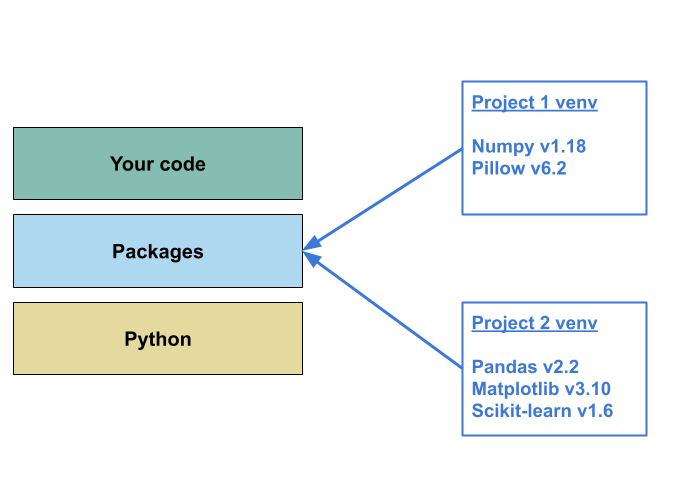 Your code
Packages
Python
Project 1 venv
Numpy v1.18
Pillow v6.2
Project 2 venv
Pandas v2.2
Matplotlib v3.10
Scikit-learn v1.6